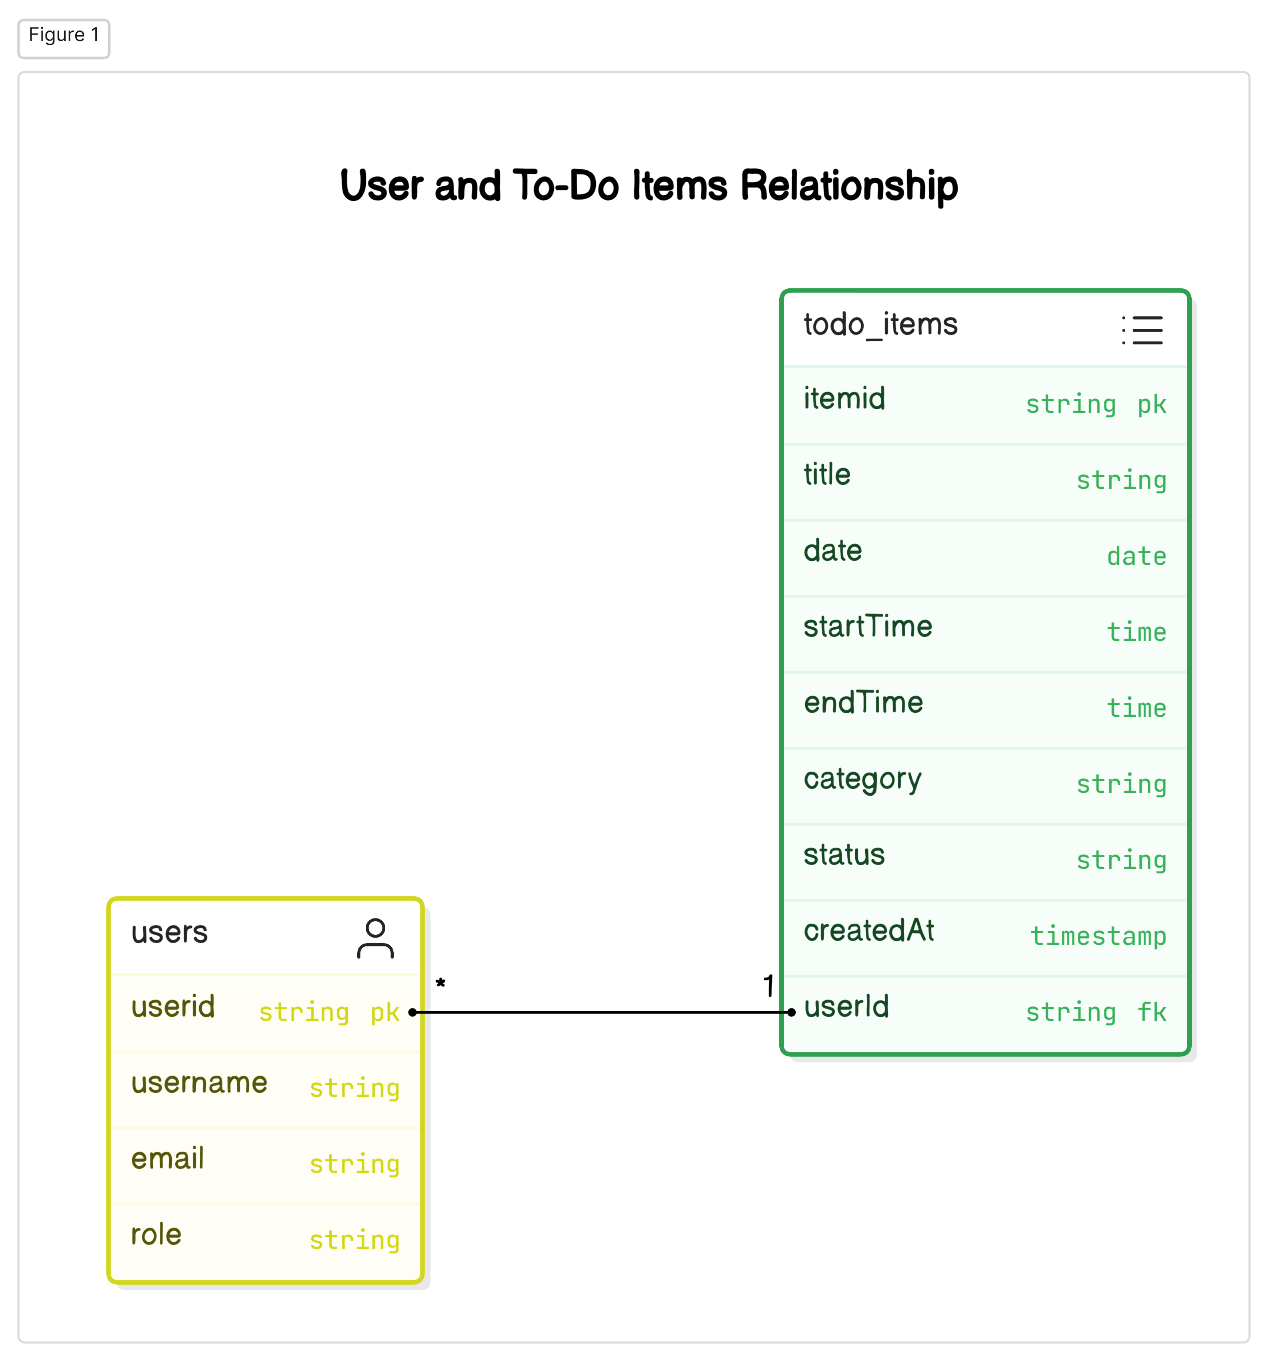 Figure 1
User and To-Do Items Relationship
todo_items
itemid string pk
title string
date date
startTime time
endTime time
category string
status string
createdAt timestamp
userId string fk
users
userid string pk
username string
email string
role string
* 1